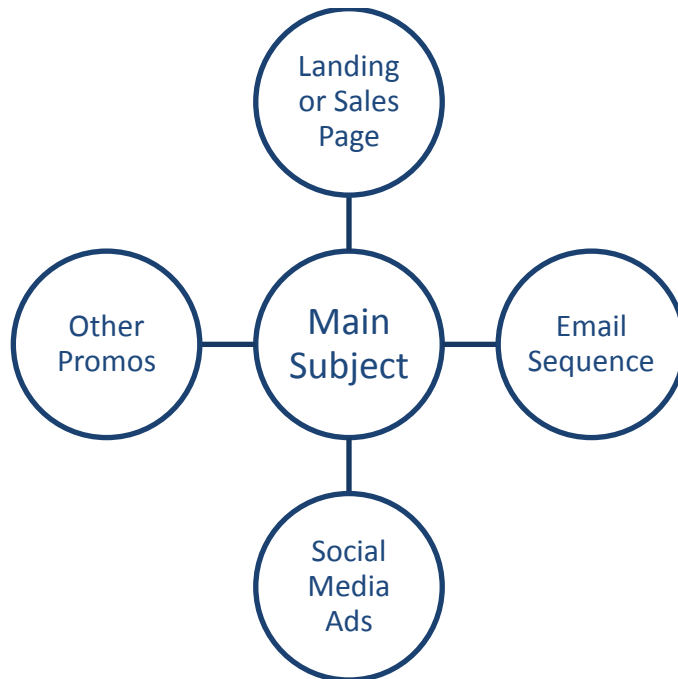 Landing
or Sales
Page
Other
Promos
Main
Subject
Email
Sequence
Social
Media
Ads